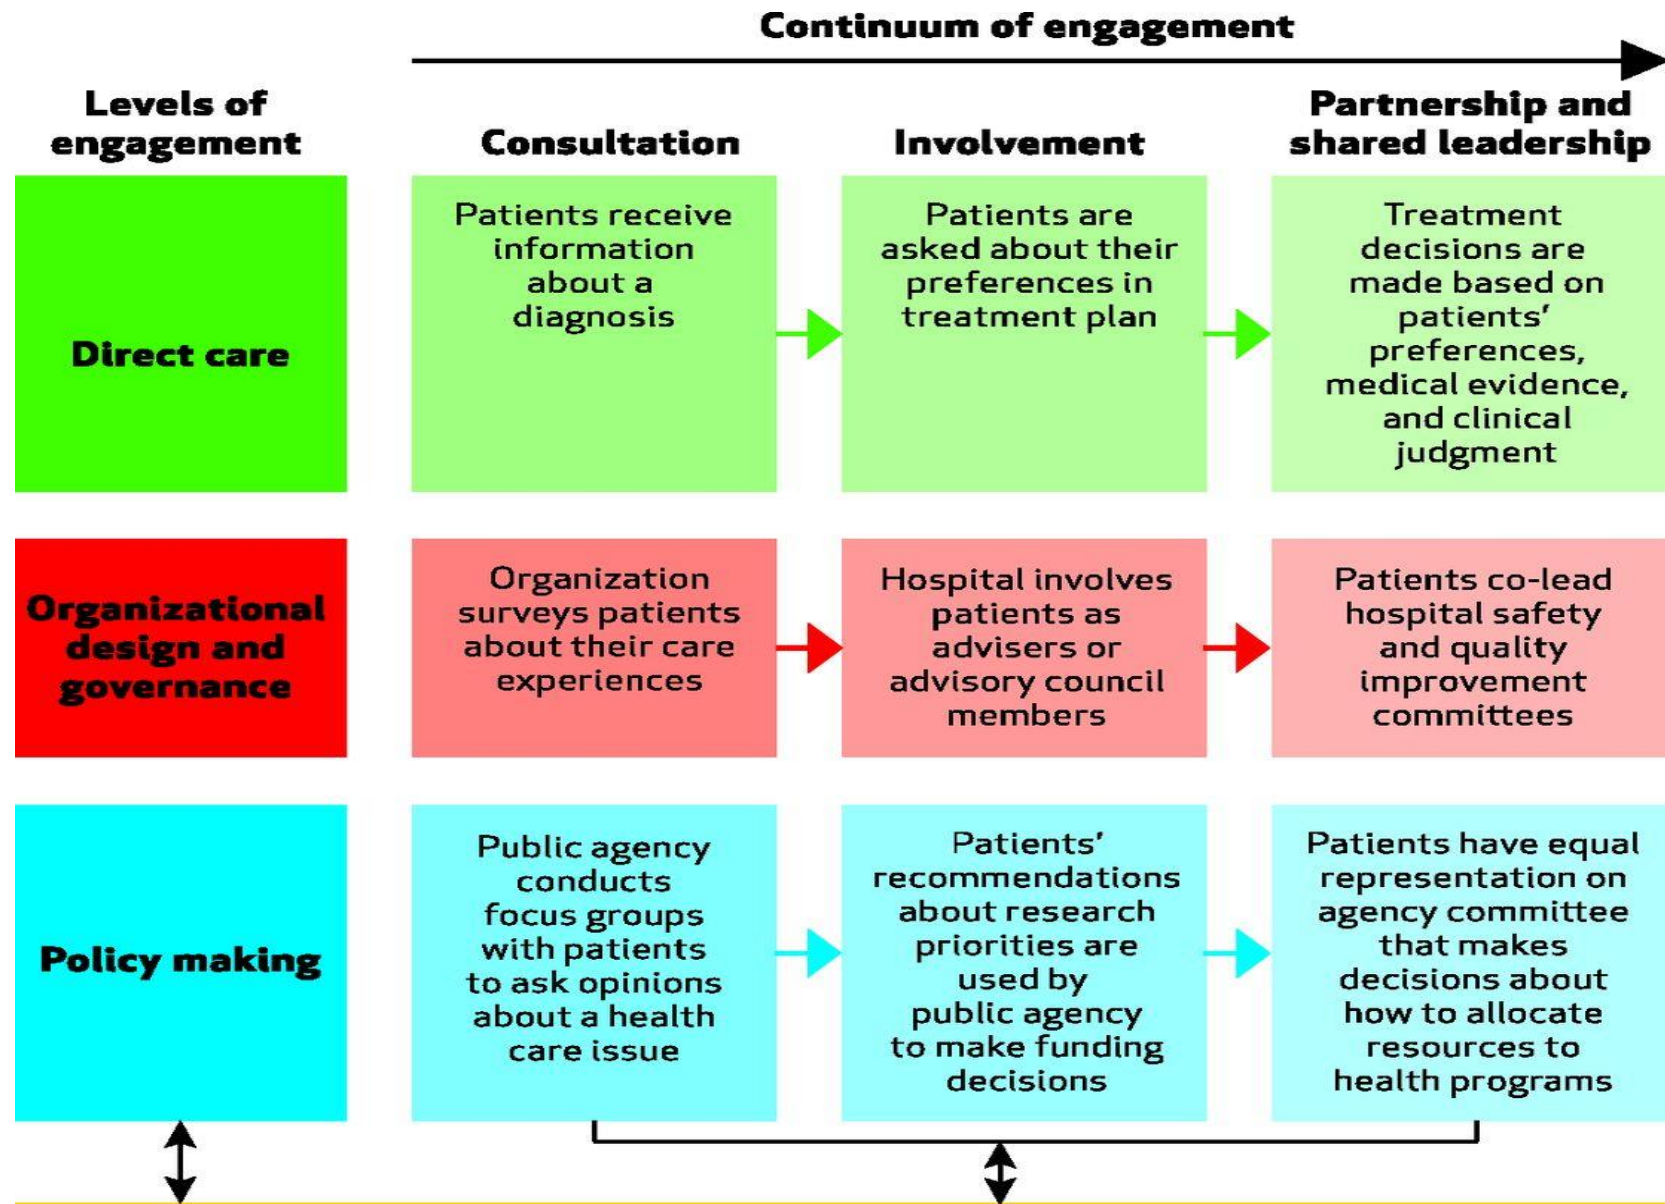 Continuum of engagement
Levels of
engagement
Consultation
Involvement
Partnership and
shared leadership
Direct care
Patients receive
information
about a
diagnosis
Patients are
asked about their
preferences in
treatment plan
Treatment
decisions are
made based on
patients’
preferences,
medical evidence,
and clinical
judgment
Organizational
design and
governance
Organization
surveys patients
about their care
experiences
Hospital involves
patients as
advisers or
advisory council
members
Patients co-lead
hospital safety
and quality
improvement
committees
Policy making
Public agency
conducts
focus groups
with patients
to ask opinions
about a health
care issue
Patients’
recommendations
about research
priorities are
used by
public agency
to make funding
decisions
Patients have equal
representation on
agency committee
that makes
decisions about
how to allocate
resources to
health programs